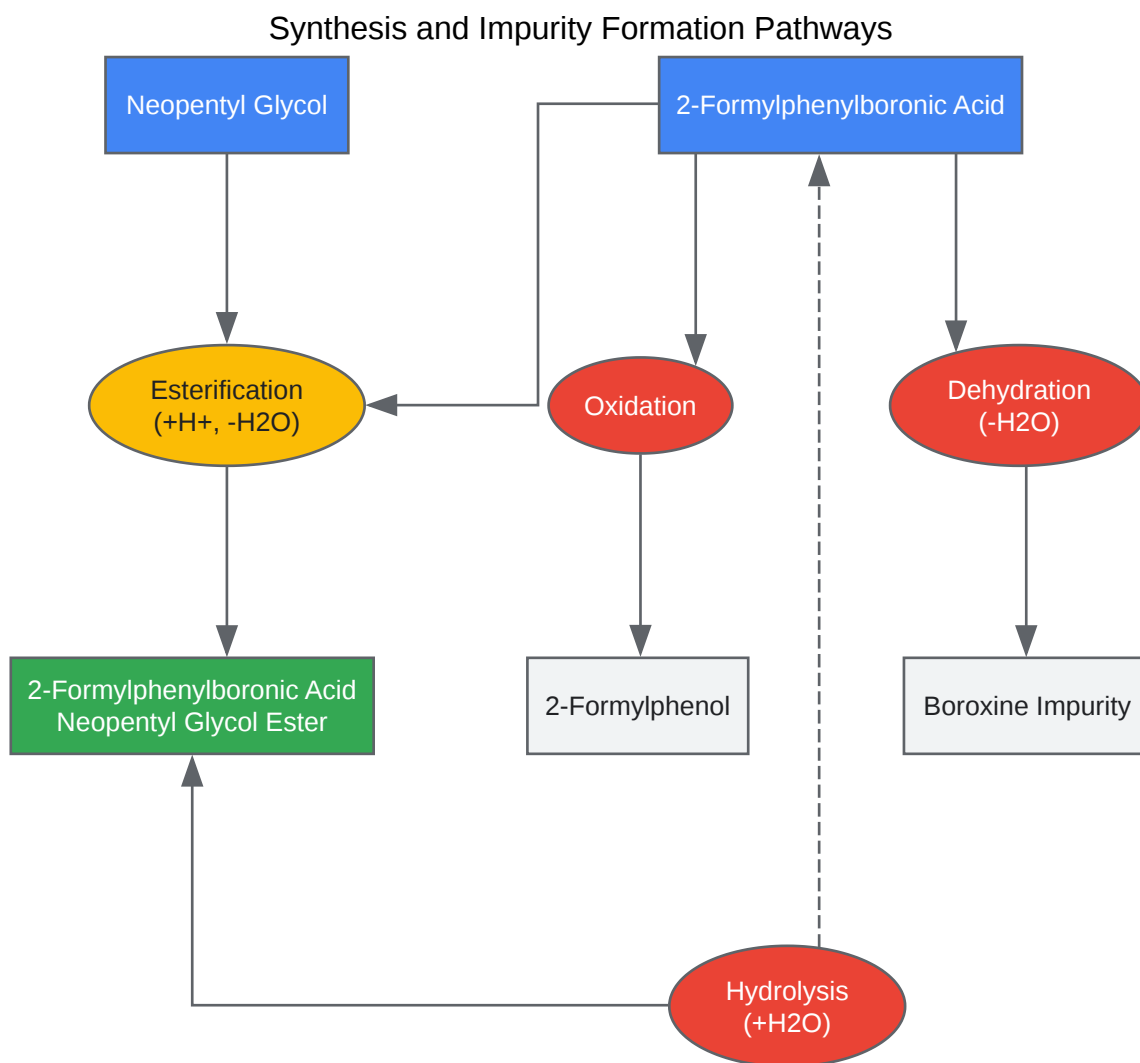 Synthesis and Impurity Formation Pathways
Neopentyl Glycol
2-Formylphenylboronic Acid
Esterification
(+H+, -H2O)
Oxidation
Dehydration
(-H2O)
2-Formylphenylboronic Acid
Neopentyl Glycol Ester
2-Formylphenol
Boroxine Impurity
Hydrolysis
(+H2O)